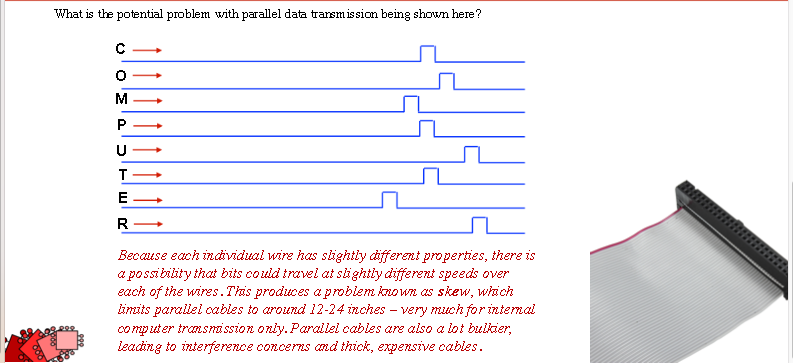 What is the potential problem with parallel data transmission being shown here?
C
O
M
P
U
T
E
R
Because each individual wire has slightly different properties, there is
a possibility that bits could travel at slightly different speeds over
each of the wires. This produces a problem known as skew, which
limits parallel cables to around 12-24 inches – very much for internal
computer transmission only. Parallel cables are also a lot bulkier,
leading to interference concerns and thick, expensive cables.